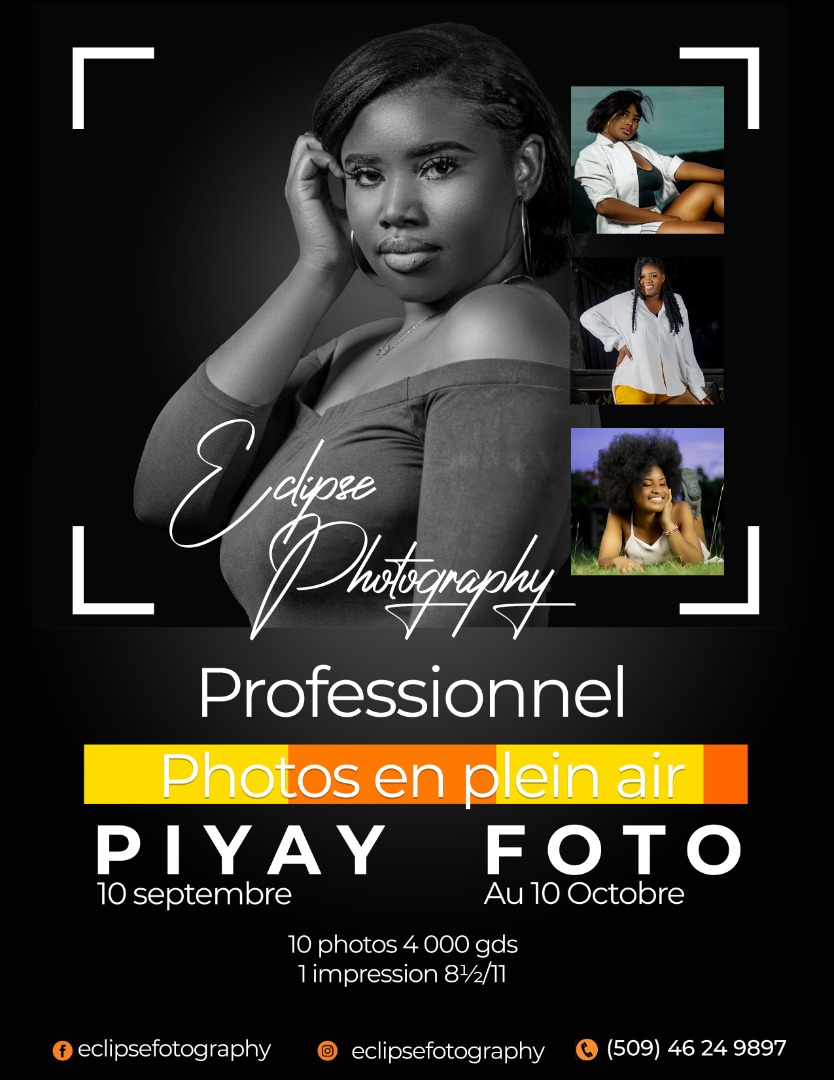 Eclipse
Photography
Professionnel
Photos en plein air
PIYAY FOTO
10 septembre Au 10 Octobre
10 photos 4 000 gds
1 impression 8½/11
eclipsefotography eclipsefotography (509) 46 24 9897